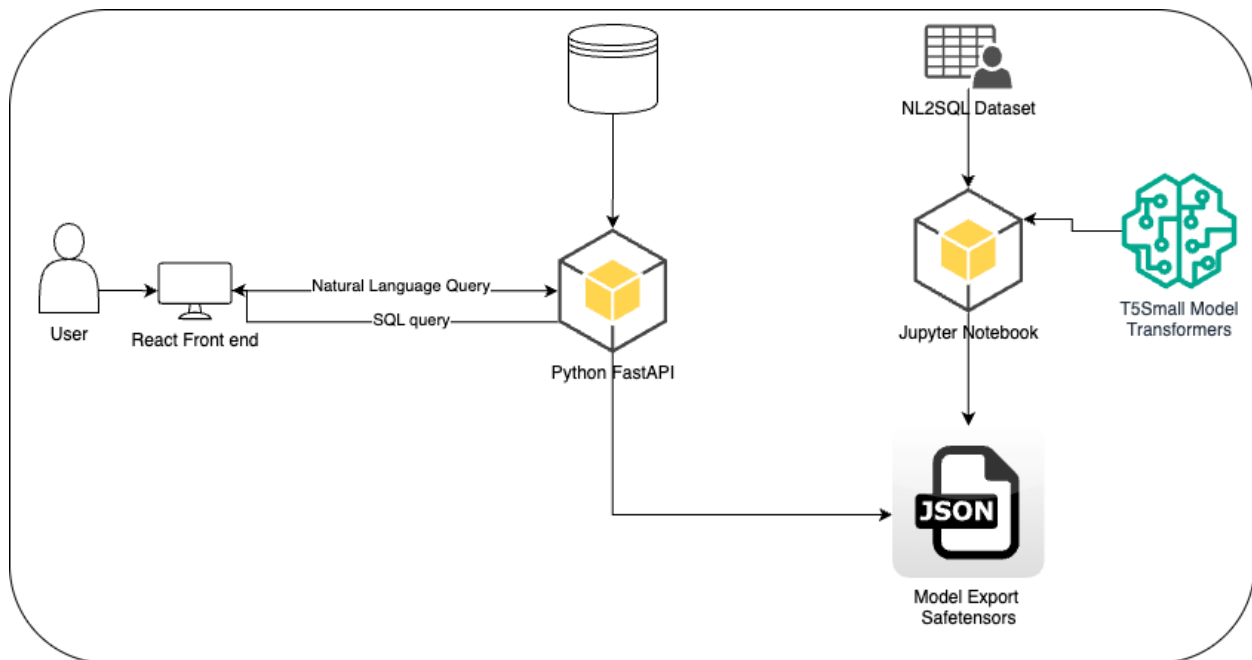 NL2SQL Dataset
Natural Language Query
SQL query
User
React Front end
Python FastAPI
Jupyter Notebook
T5Small Model
Transformers
JSON
Model Export
Safetensors